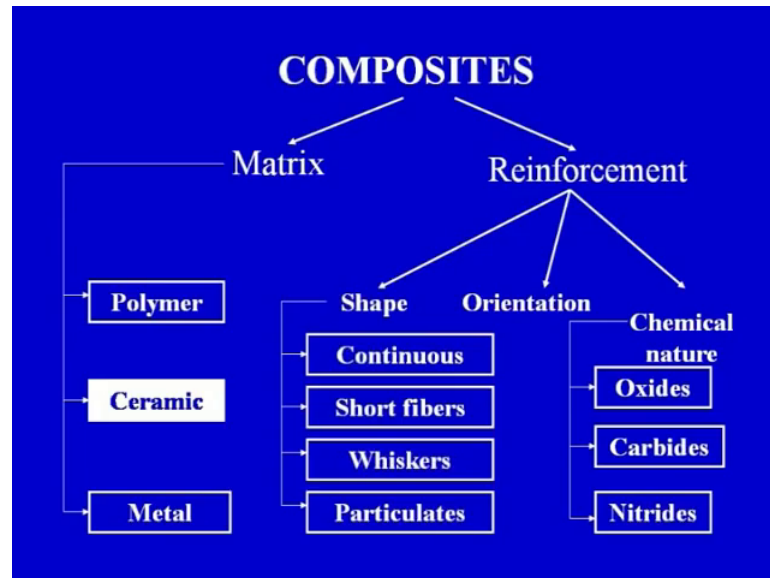 COMPOSITES
Matrix
Reinforcement
Polymer
Ceramic
Metal
Shape
Continuous
Short fibers
Whiskers
Particulates
Orientation
Chemical
nature
Oxides
Carbides
Nitrides